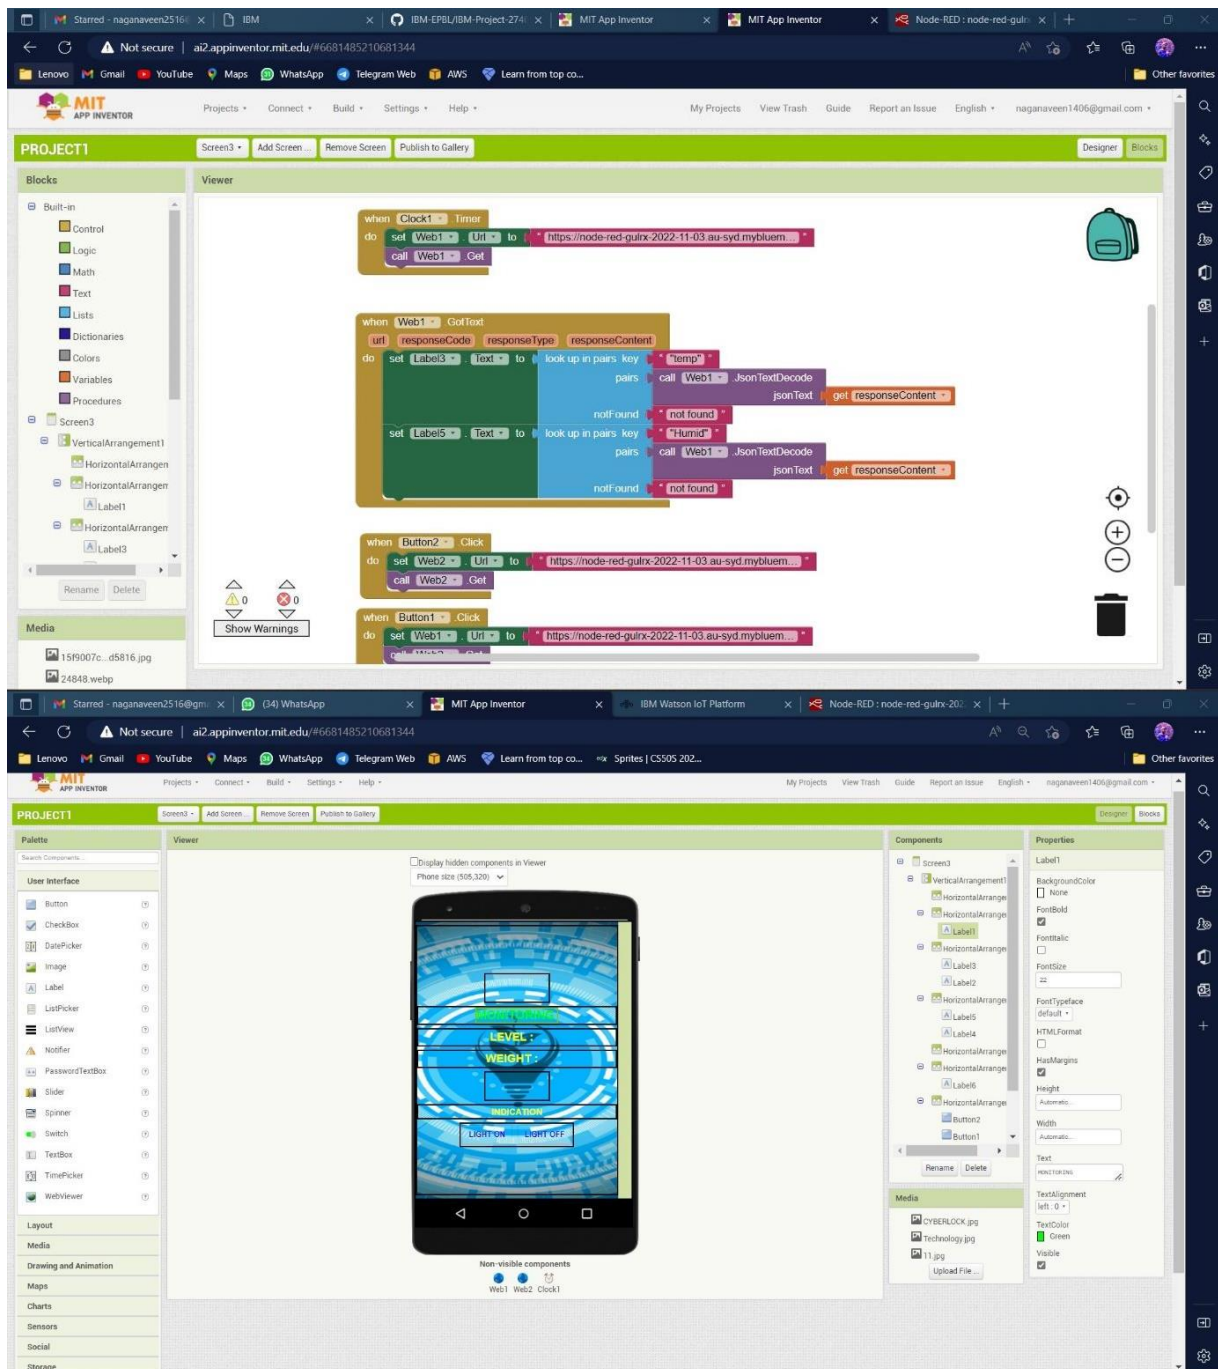 Starred - naganaveen2516@
IBM
IBM-EPBL/IBM-Project-274
MIT App Inventor
MIT App Inventor
Node-RED : node-red-gulrx
Not secure | ai2.appinventor.mit.edu/#6681485210681344
Lenovo Gmail YouTube Maps WhatsApp Telegram Web AWS Learn from top co... Other favorites
MIT
APP INVENTOR
Projects Connect Build Settings Help My Projects View Trash Guide Report an Issue English naganaveen1406@gmail.com
PROJECT1 Screen3 Add Screen ... Remove Screen Publish to Gallery Designer Blocks
Blocks Viewer
Built-in
Control
Logic
Math
Text
Lists
Dictionaries
Colors
Variables
Procedures
Screen3
VerticalArrangement1
HorizontalArrangem
HorizontalArrangem
Label1
HorizontalArrangem
Label3
Rename Delete
Media
15f9007c...d5816.jpg
24848.webp
when Clock1 .Timer
do set Web1 . Url to " https://node-red-gulrx-2022-11-03.au-syd.mybluem... "
call Web1 .Get
when Web1 .GotText
url responseCode responseType responseContent
do set Label3 . Text to look up in pairs key " "temp" "
pairs call Web1 .JsonTextDecode
jsonText get responseContent
notFound " not found "
set Label5 . Text to look up in pairs key " "Humid" "
pairs call Web1 .JsonTextDecode
jsonText get responseContent
notFound " not found "
when Button2 .Click
do set Web2 . Url to " https://node-red-gulrx-2022-11-03.au-syd.mybluem... "
call Web2 .Get
when Button1 .Click
do set Web1 . Url to " https://node-red-gulrx-2022-11-03.au-syd.mybluem... "
0 0
Show Warnings
Starred - naganaveen2516@gm
(34) WhatsApp
MIT App Inventor
IBM Watson IoT Platform
Node-RED : node-red-gulrx-202
Not secure | ai2.appinventor.mit.edu/#6681485210681344
Lenovo Gmail YouTube Maps WhatsApp Telegram Web AWS Learn from top co... Sprites | CS50S 202... Other favorites
MIT
APP INVENTOR
Projects Connect Build Settings Help My Projects View Trash Guide Report an Issue English naganaveen1406@gmail.com
PROJECT1 Screen3 Add Screen ... Remove Screen Publish to Gallery Designer Blocks
Palette Viewer Components Properties
Search Components...
User Interface
Button
CheckBox
DatePicker
Image
Label
ListPicker
ListView
Notifier
PasswordTextBox
Slider
Spinner
Switch
TextBox
TimePicker
WebViewer
Layout
Media
Drawing and Animation
Maps
Charts
Sensors
Social
Storage
Display hidden components in Viewer
Phone size (505,320)
MONITORING
LEVEL :
WEIGHT :
INDICATION
LIGHT ON LIGHT OFF
Non-visible components
Web1 Web2 Clock1
Screen3
VerticalArrangement1
HorizontalArrange
HorizontalArrange
Label1
HorizontalArrange
Label3
Label2
HorizontalArrange
Label5
Label4
HorizontalArrange
HorizontalArrange
Label6
HorizontalArrange
Button2
Button1
Rename Delete
Media
CYBERLOCK.jpg
Technology.jpg
11.jpg
Upload File ...
Label1
BackgroundColor
None
FontBold
FontItalic
FontSize
22
FontTypeface
default
HTMLFormat
HasMargins
Height
Automatic...
Width
Automatic...
Text
MONITORING
TextAlignment
left : 0
TextColor
Green
Visible